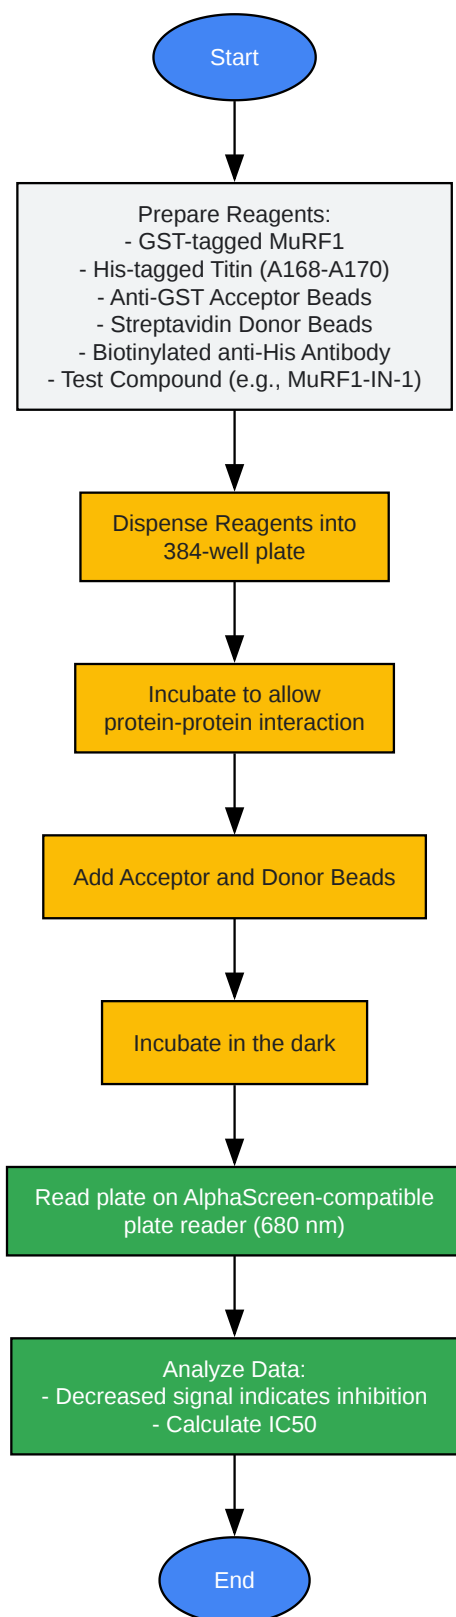 Start
Prepare Reagents:
- GST-tagged MuRF1
- His-tagged Titin (A168-A170)
- Anti-GST Acceptor Beads
- Streptavidin Donor Beads
- Biotinylated anti-His Antibody
- Test Compound (e.g., MuRF1-IN-1)
Dispense Reagents into
384-well plate
Incubate to allow
protein-protein interaction
Add Acceptor and Donor Beads
Incubate in the dark
Read plate on AlphaScreen-compatible
plate reader (680 nm)
Analyze Data:
- Decreased signal indicates inhibition
- Calculate IC50
End